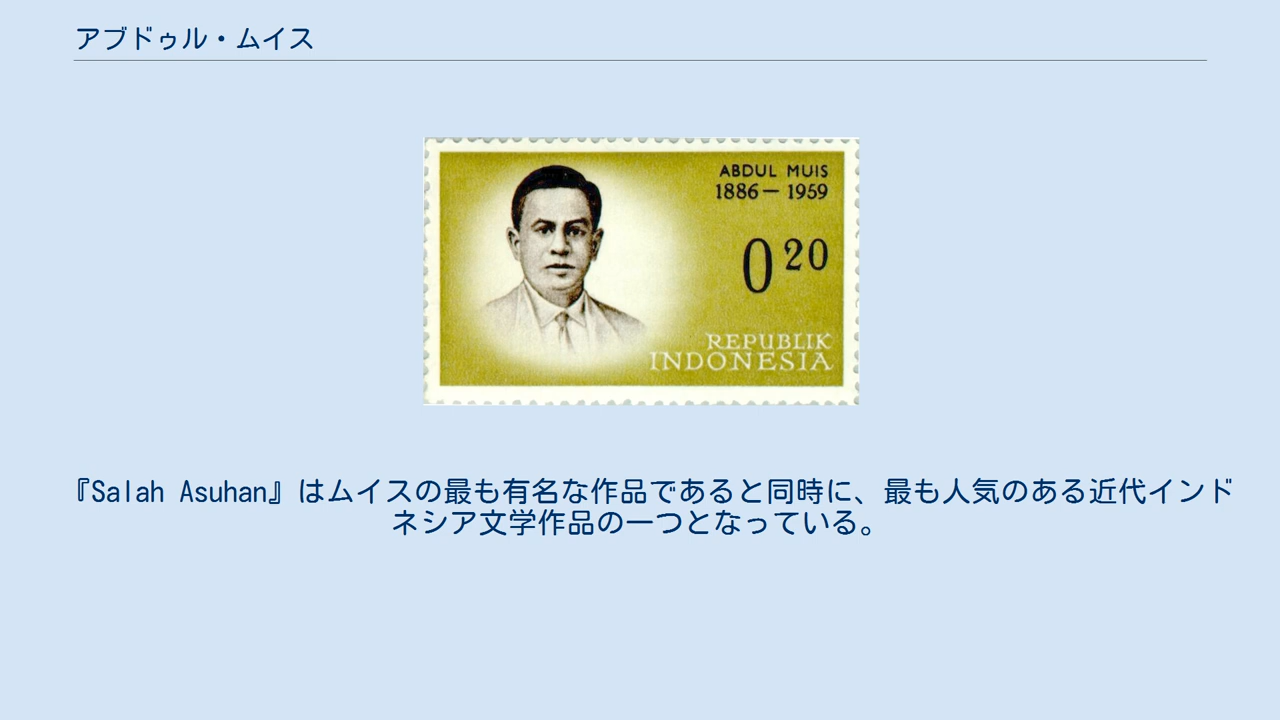 アブドゥル・ムイス
ABDUL MUIS
1886 — 1959
0 20
REPUBLIK
INDONESIA
『Salah Asuhan』はムイスの最も有名な作品であると同時に、最も人気のある近代インド
ネシア文学作品の一つとなっている。